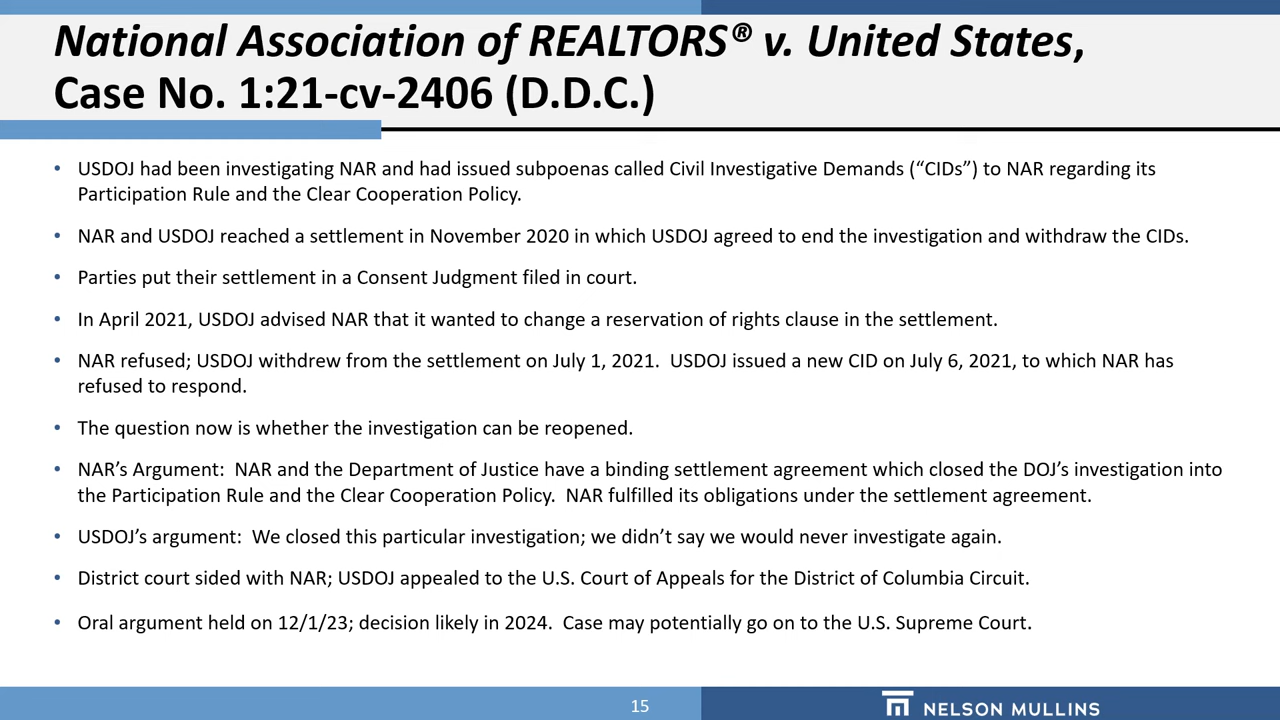 National Association of REALTORS® v. United States,
Case No. 1:21-cv-2406 (D.D.C.)
• USDOJ had been investigating NAR and had issued subpoenas called Civil Investigative Demands (“CIDs”) to NAR regarding its
Participation Rule and the Clear Cooperation Policy.
• NAR and USDOJ reached a settlement in November 2020 in which USDOJ agreed to end the investigation and withdraw the CIDs.
• Parties put their settlement in a Consent Judgment filed in court.
• In April 2021, USDOJ advised NAR that it wanted to change a reservation of rights clause in the settlement.
• NAR refused; USDOJ withdrew from the settlement on July 1, 2021.  USDOJ issued a new CID on July 6, 2021, to which NAR has
refused to respond.
• The question now is whether the investigation can be reopened.
• NAR’s Argument:  NAR and the Department of Justice have a binding settlement agreement which closed the DOJ’s investigation into
the Participation Rule and the Clear Cooperation Policy.  NAR fulfilled its obligations under the settlement agreement.
• USDOJ’s argument:  We closed this particular investigation; we didn’t say we would never investigate again.
• District court sided with NAR; USDOJ appealed to the U.S. Court of Appeals for the District of Columbia Circuit.
• Oral argument held on 12/1/23; decision likely in 2024.  Case may potentially go on to the U.S. Supreme Court.
15
NELSON MULLINS